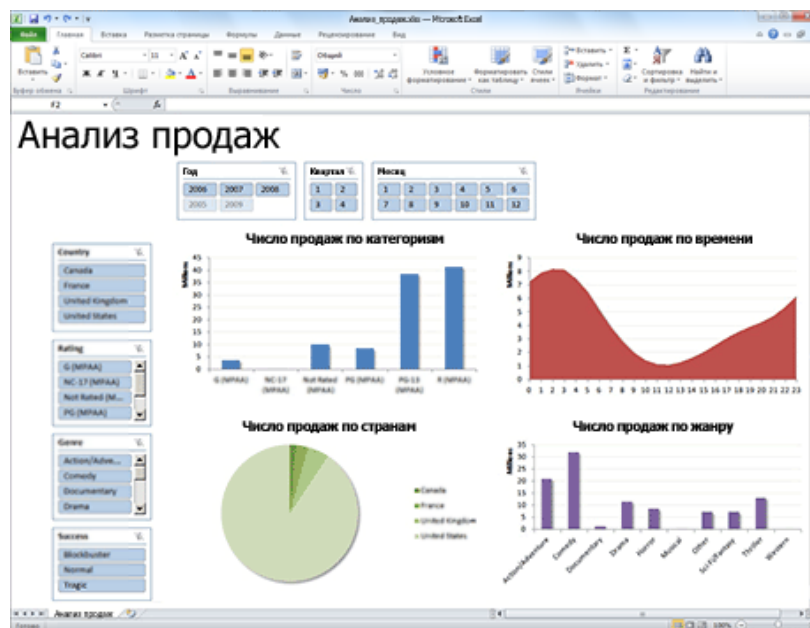 Анализ_продаж.xlsx — Microsoft Excel
Файл Главная Вставка Разметка страницы Формулы Данные Рецензирование Вид
Calibri 11
Общий
Вставить
Ж К Ч
% 000
Условное форматирование
Форматировать как таблицу
Стили ячеек
Вставить
Удалить
Формат
Сортировка и фильтр
Найти и выделить
Буфер обмена Шрифт Выравнивание Число Стили Ячейки Редактирование
F2 fx
Анализ продаж
Год
2006 2007 2008
2005 2009
Квартал
1 2
3 4
Месяц
1 2 3 4 5 6
7 8 9 10 11 12
Country
Canada
France
United Kingdom
United States
Rating
G (MPAA)
NC-17 (MPAA)
Not Rated (M...
PG (MPAA)
Genre
Action/Adve...
Comedy
Documentary
Drama
Success
Blockbuster
Normal
Tragic
Число продаж по категориям
Millions
45
40
35
30
25
20
15
10
5
0
G (MPAA) NC-17 (MPAA) Not Rated (MPAA) PG (MPAA) PG-13 (MPAA) R (MPAA)
Число продаж по времени
Millions
9
8
7
6
5
4
3
2
1
0
0 1 2 3 4 5 6 7 8 9 10 11 12 13 14 15 16 17 18 19 20 21 22 23
Число продаж по странам
Canada
France
United Kingdom
United States
Число продаж по жанру
Millions
35
30
25
20
15
10
5
0
Action/Adventure Comedy Documentary Drama Horror Musical Other Sci-Fi/Fantasy Thriller Western
Анализ продаж
Готово
100%